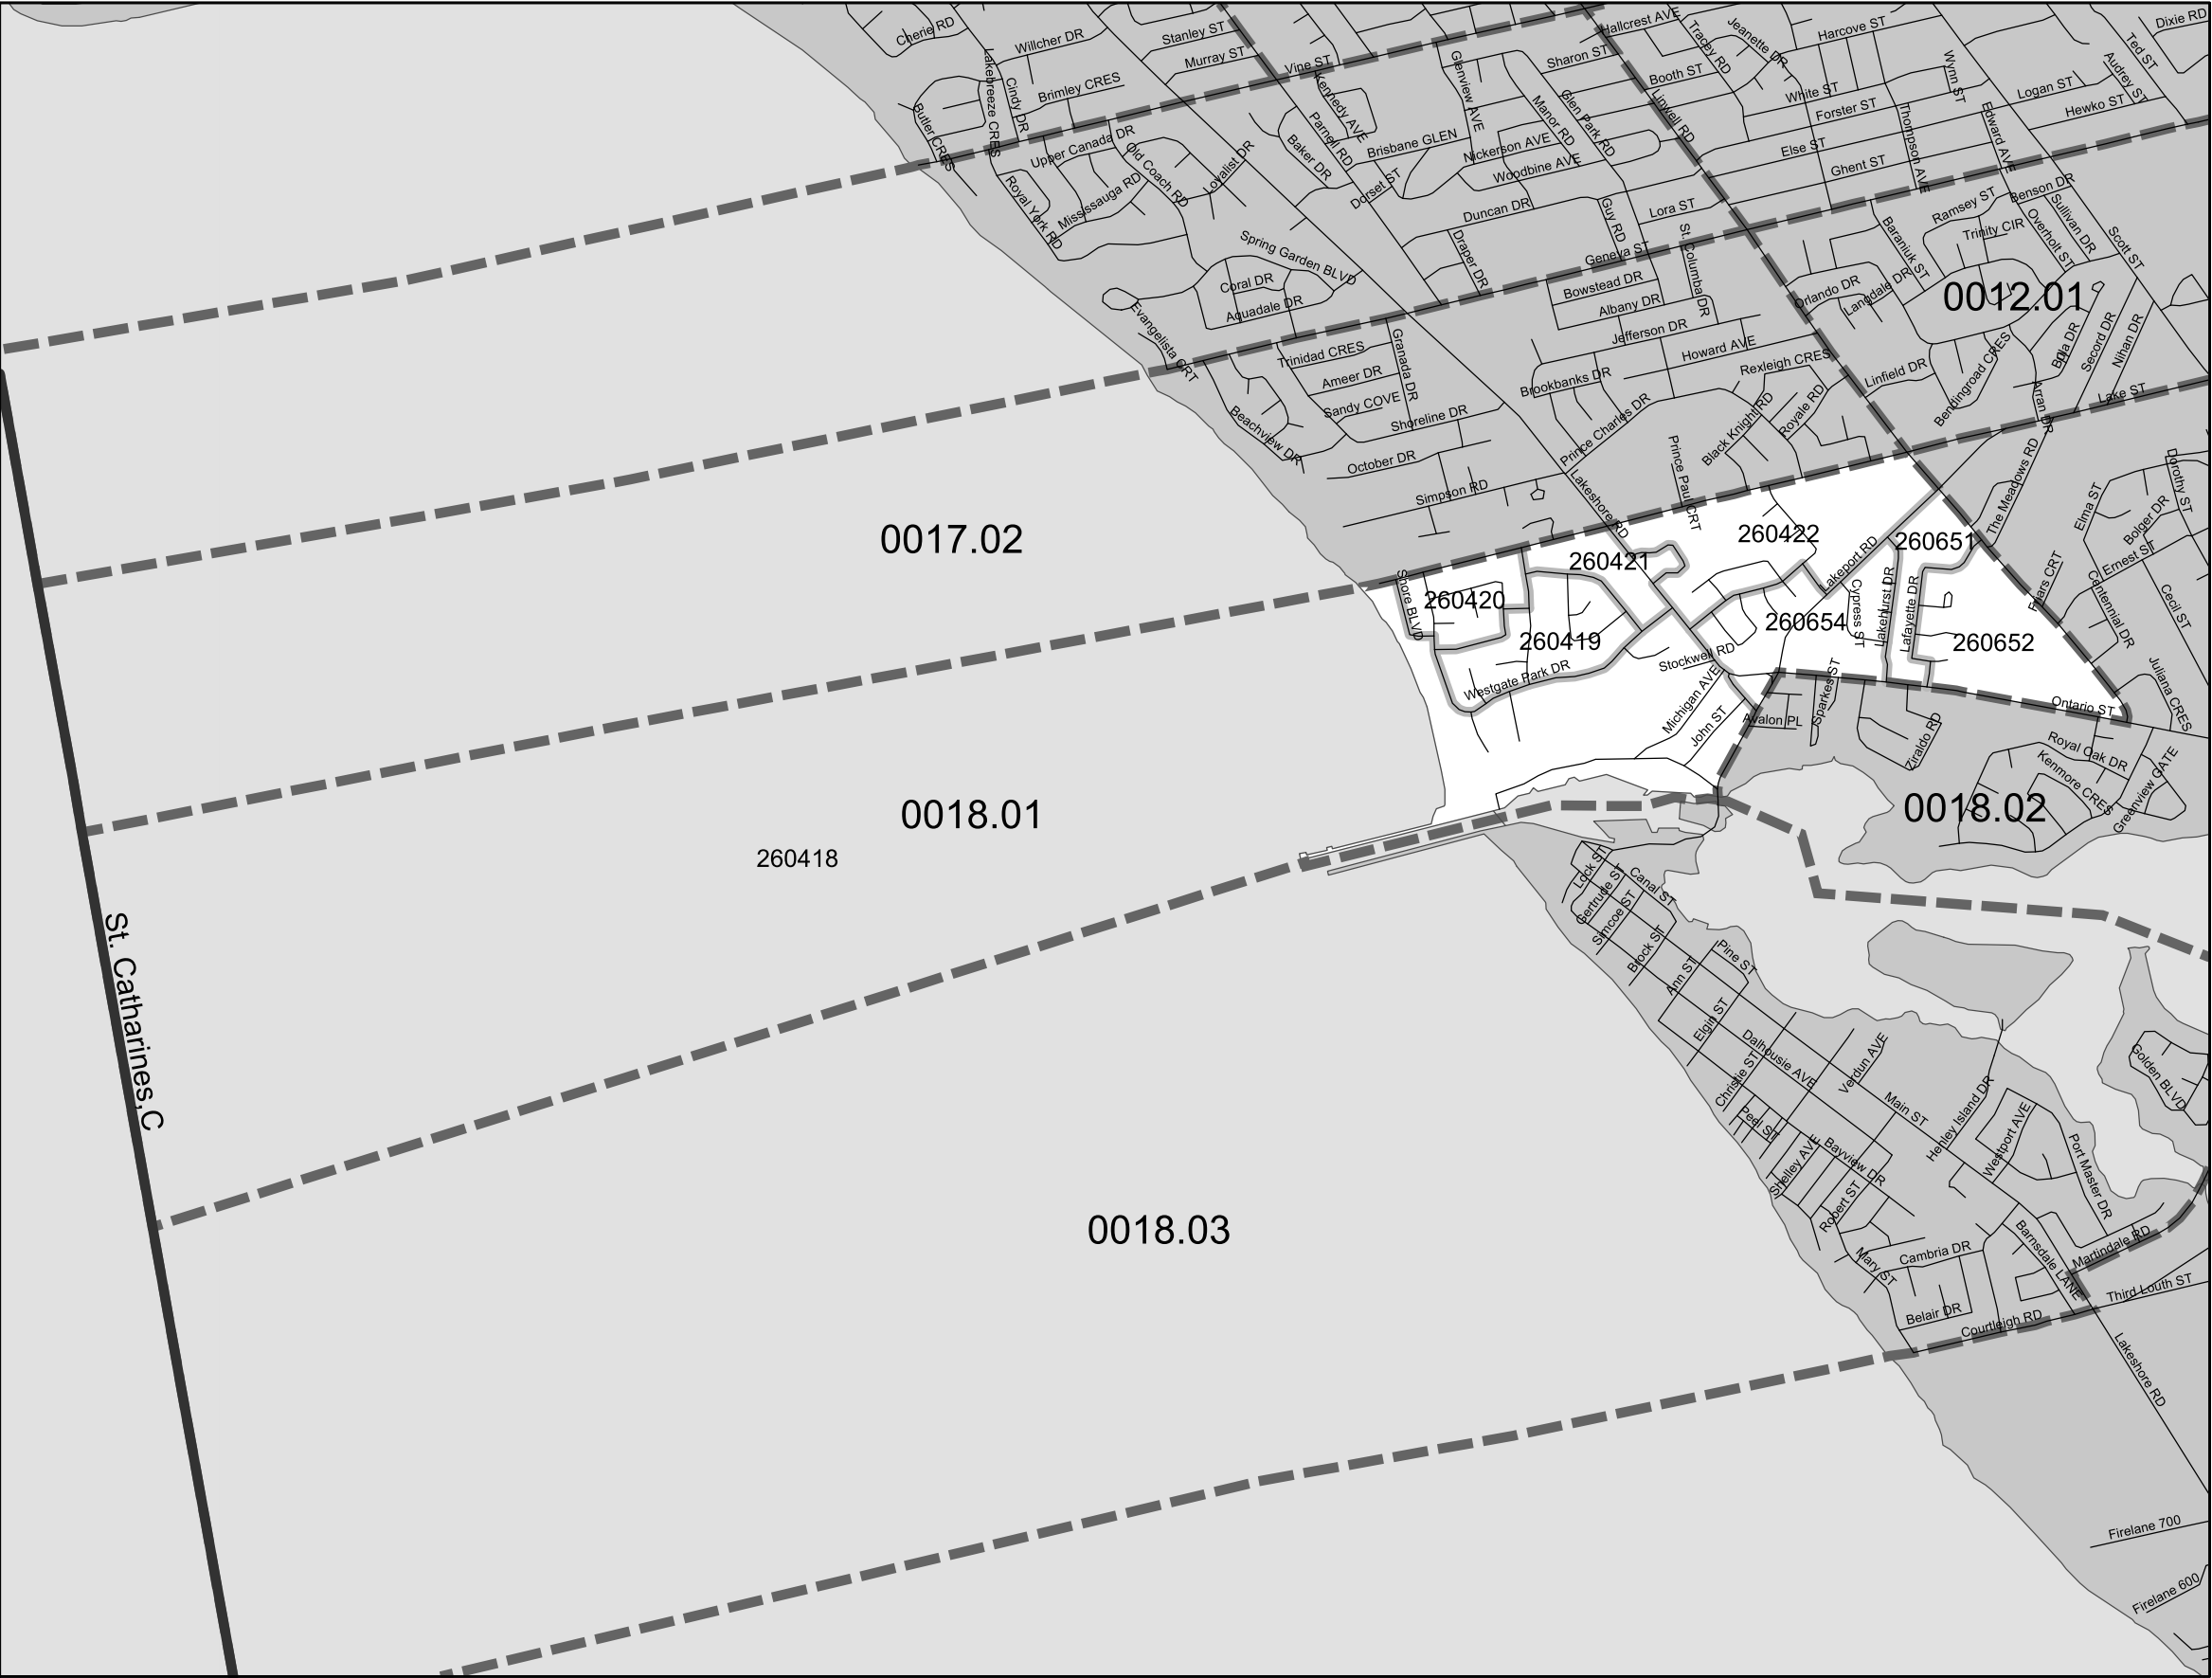 Cherie RD
Willcher DR
Stanley ST
Murray ST
Vine ST
Hallcrest AVE
Tracey RD
Jeanette DR
Harcove ST
Dixie RD
Ted ST
Audrey ST
Lakebreeze CRES
Cindy DR
Brimley CRES
Butler CRES
Kennedy AVE
Glenview AVE
Sharon ST
Booth ST
Linwell RD
White ST
Wynn ST
Logan ST
Hewko ST
Forster ST
Thompson AVE
Edward AVE
Upper Canada DR
Old Coach RD
Loyalist DR
Parnell RD
Baker DR
Brisbane GLEN
Manor RD
Glen Park RD
Nickerson AVE
Woodbine AVE
Else ST
Ghent ST
Royal York RD
Mississauga RD
Dorset ST
Duncan DR
Guy RD
Lora ST
Benson DR
Ramsey ST
Trinity CIR
Overholt ST
Sullivan DR
Scott ST
Baraniuk ST
Spring Garden BLVD
Draper DR
Geneva ST
St. Columba DR
Coral DR
Aquadale DR
Bowstead DR
Albany DR
Orlando DR
Langdale DR
0012.01
Evangelista CRT
Trinidad CRES
Granada DR
Jefferson DR
Howard AVE
Rexleigh CRES
Bola DR
Secord DR
Nihan DR
Ameer DR
Sandy COVE
Shoreline DR
Brookbanks DR
Linfield DR
Bendingroad CRES
Arran DR
Lake ST
Beachview DR
October DR
Prince Charles DR
Black Knight RD
Royale RD
Prince Paul CRT
Simpson RD
Lakeshore RD
The Meadows RD
Dorothy ST
Elma ST
Bolger DR
Ernest ST
0017.02
260422
260421
260651
Lakeport RD
Shore BLVD
260420
Cypress ST
Lakehurst DR
Lafayette DR
Friars CRT
Centennial DR
Cecil ST
260654
260419
260652
Stockwell RD
Westgate Park DR
Michigan AVE
John ST
Avalon PL
Sparkes ST
Ziraldo RD
Ontario ST
Juliana CRES
Royal Oak DR
Kenmore CRES
Greenview GATE
0018.02
0018.01
260418
Lock ST
Gertrude ST
Canal ST
Simcoe ST
Brock ST
Pine ST
Ann ST
Elgin ST
St. Catharines,C
Dalhousie AVE
Christie ST
Verdun AVE
Main ST
Golden BLVD
Peel ST
Shelley AVE
Bayview DR
Robert ST
Henley Island DR
Westport AVE
Port Master DR
0018.03
Mary ST
Cambria DR
Barnsdale LANE
Martindale RD
Third Louth ST
Belair DR
Courtleigh RD
Lakeshore RD
Firelane 700
Firelane 600